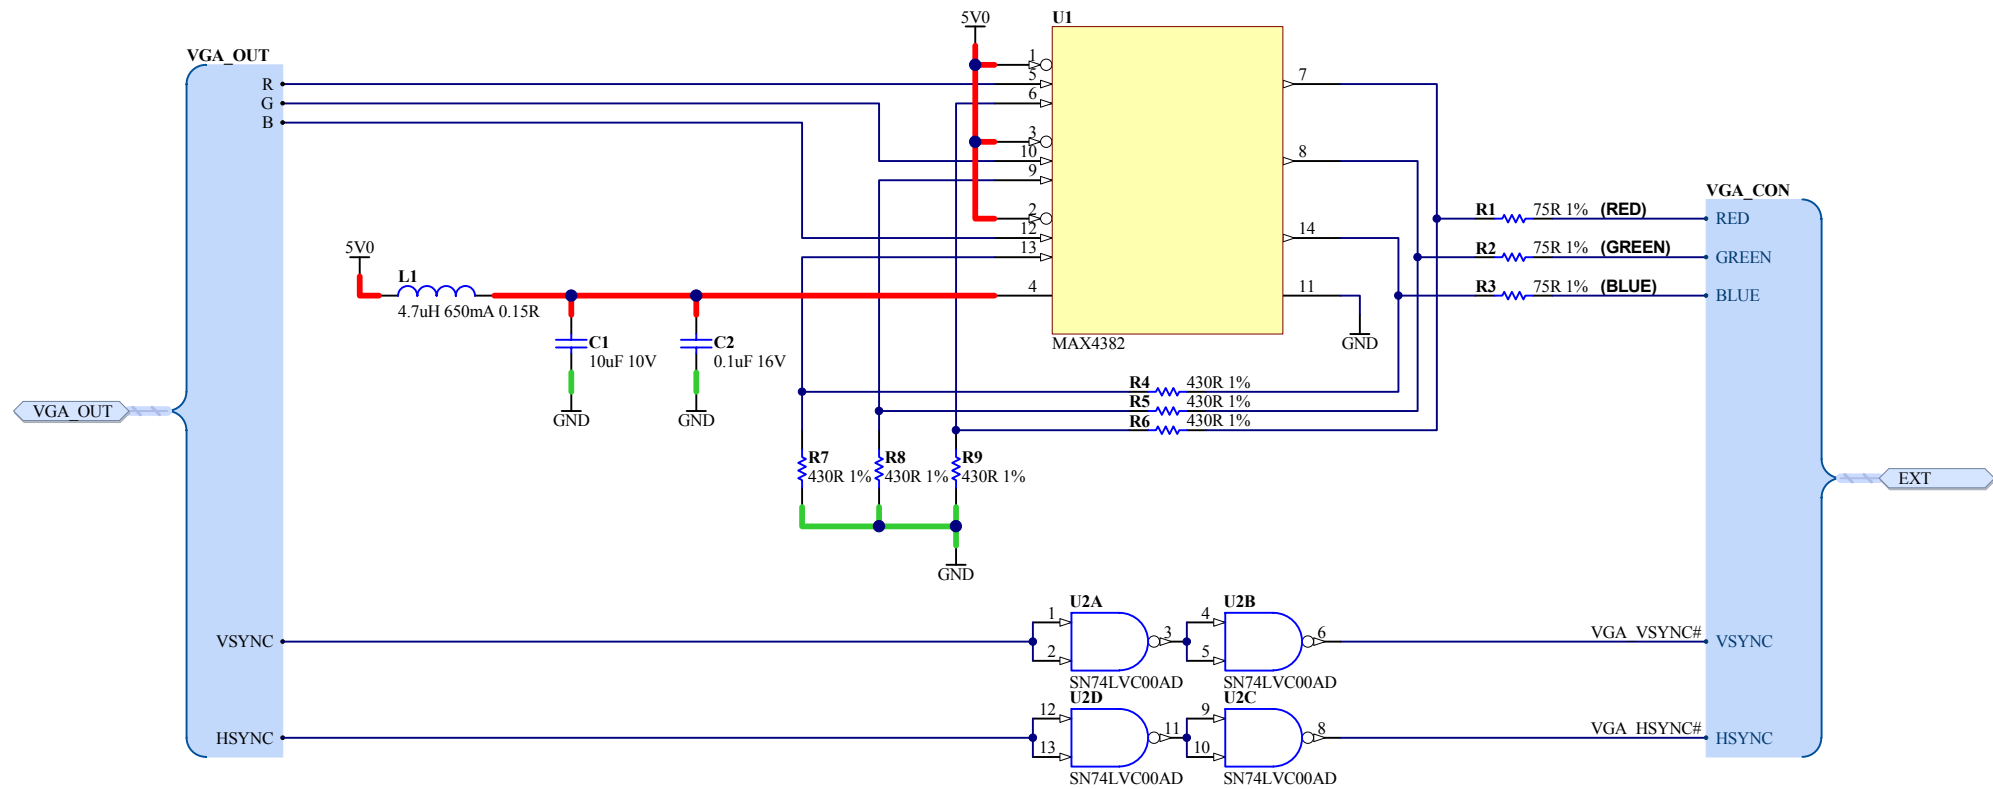 5V0
U1
VGA_OUT
R
G
B
1
5
6
3
10
9
2
12
13
4
7
8
14
11
MAX4382
GND
VGA_CON
R1 75R 1% (RED) RED
R2 75R 1% (GREEN) GREEN
R3 75R 1% (BLUE) BLUE
5V0
L1
4.7uH 650mA 0.15R
C1
10uF 10V
GND
C2
0.1uF 16V
GND
R4 430R 1%
R5 430R 1%
R6 430R 1%
VGA_OUT
R7
430R 1%
R8
430R 1%
R9
430R 1%
GND
EXT
U2A
1
2
3
SN74LVC00AD
U2B
4
5
6
SN74LVC00AD
VSYNC
VGA_VSYNC#
VSYNC
U2D
12
13
11
SN74LVC00AD
U2C
9
10
8
SN74LVC00AD
HSYNC
VGA_HSYNC#
HSYNC